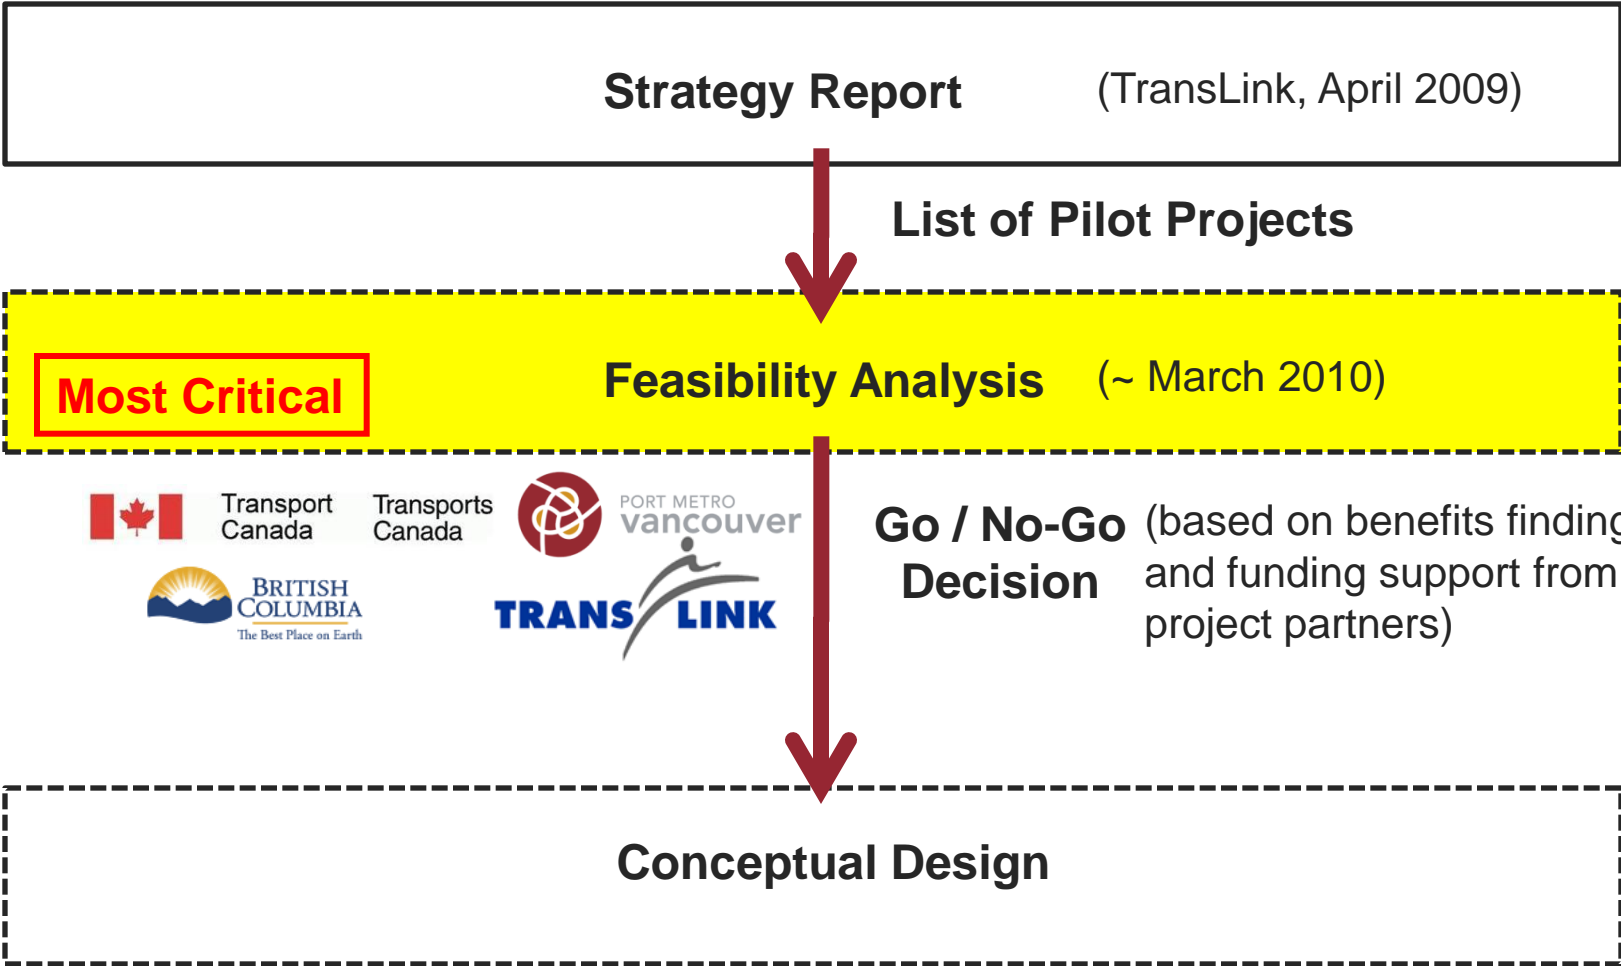 Strategy Report (TransLink, April 2009)
List of Pilot Projects
Most Critical
Feasibility Analysis (~ March 2010)
Transport Transports
Canada Canada
PORT METRO
vancouver
BRITISH
COLUMBIA
The Best Place on Earth
TRANS LINK
Go / No-Go
Decision
(based on benefits finding
and funding support from
project partners)
Conceptual Design